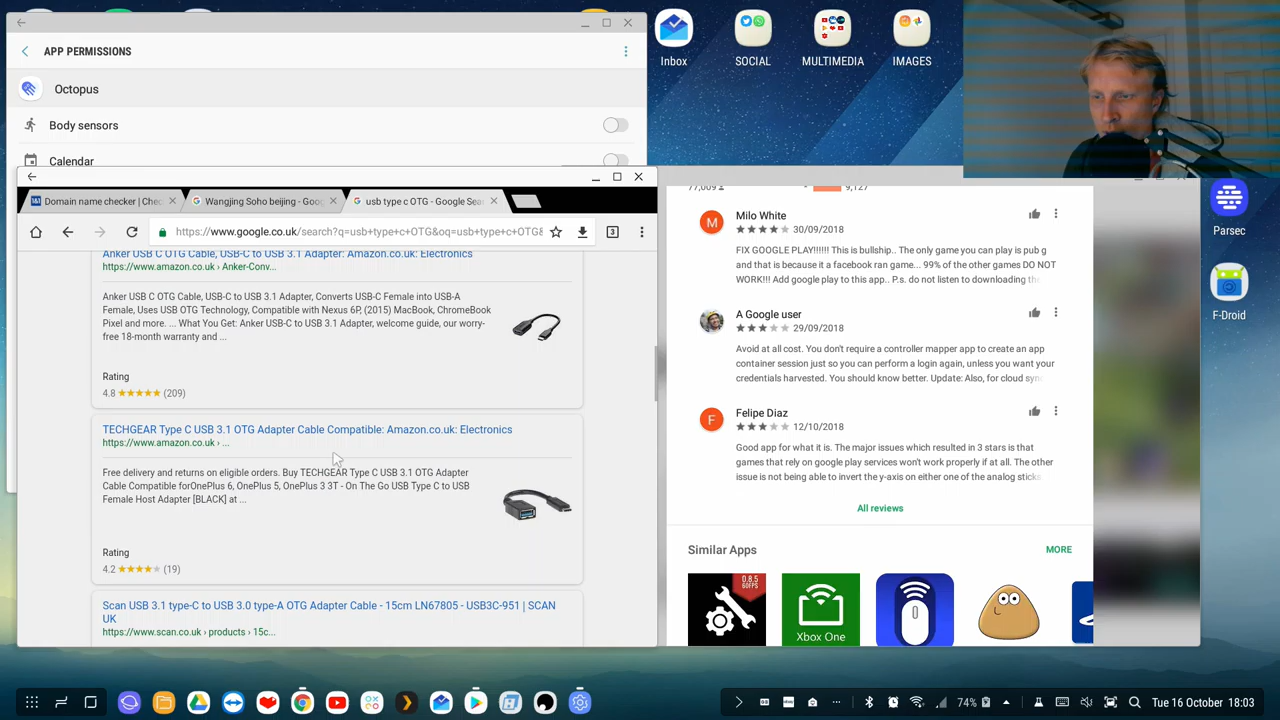 Inbox
SOCIAL
MULTIMEDIA
IMAGES
APP PERMISSIONS
Octopus
Body sensors
Calendar
Domain name checker | Chec
Wangjing Soho beijing - Goog
usb type c OTG - Google Sea
https://www.google.co.uk/search?q=usb+type+c+OTG&oq=usb+type+c+OTG&
3
Anker USB C OTG Cable, USB-C to USB 3.1 Adapter: Amazon.co.uk: Electronics
https://www.amazon.co.uk › Anker-Conv...
Anker USB C OTG Cable, USB-C to USB 3.1 Adapter, Converts USB-C Female into USB-A
Female, Uses USB OTG Technology, Compatible with Nexus 6P, (2015) MacBook, ChromeBook
Pixel and more. ... What You Get: Anker USB-C to USB 3.1 Adapter, welcome guide, our worry-
free 18-month warranty and ...
Rating
4.8 ★★★★★ (209)
TECHGEAR Type C USB 3.1 OTG Adapter Cable Compatible: Amazon.co.uk: Electronics
https://www.amazon.co.uk › ...
Free delivery and returns on eligible orders. Buy TECHGEAR Type C USB 3.1 OTG Adapter
Cable Compatible forOnePlus 6, OnePlus 5, OnePlus 3 3T - On The Go USB Type C to USB
Female Host Adapter [BLACK] at ...
Rating
4.2 ★★★★★ (19)
Scan USB 3.1 type-C to USB 3.0 type-A OTG Adapter Cable - 15cm LN67805 - USB3C-951 | SCAN
UK
https://www.scan.co.uk › products › 15c...
77,009
9,127
M
Milo White
★★★★★ 30/09/2018
FIX GOOGLE PLAY!!!!!! This is bullship.. The only game you can play is pub g
and that is because it a facebook ran game... 99% of the other games DO NOT
WORK!!! Add google play to this app.. P.s. do not listen to downloading the
A Google user
★★★★★ 29/09/2018
Avoid at all cost. You don't require a controller mapper app to create an app
container session just so you can perform a login again, unless you want your
credentials harvested. You should know better. Update: Also, for cloud syn
F
Felipe Diaz
★★★★★ 12/10/2018
Good app for what it is. The major issues which resulted in 3 stars is that
games that rely on google play services won't work properly if at all. The other
issue is not being able to invert the y-axis on either one of the analog sticks
All reviews
Similar Apps
MORE
0.8.5
60FPS
Xbox One
Parsec
F-Droid
74%
Tue 16 October
18:03